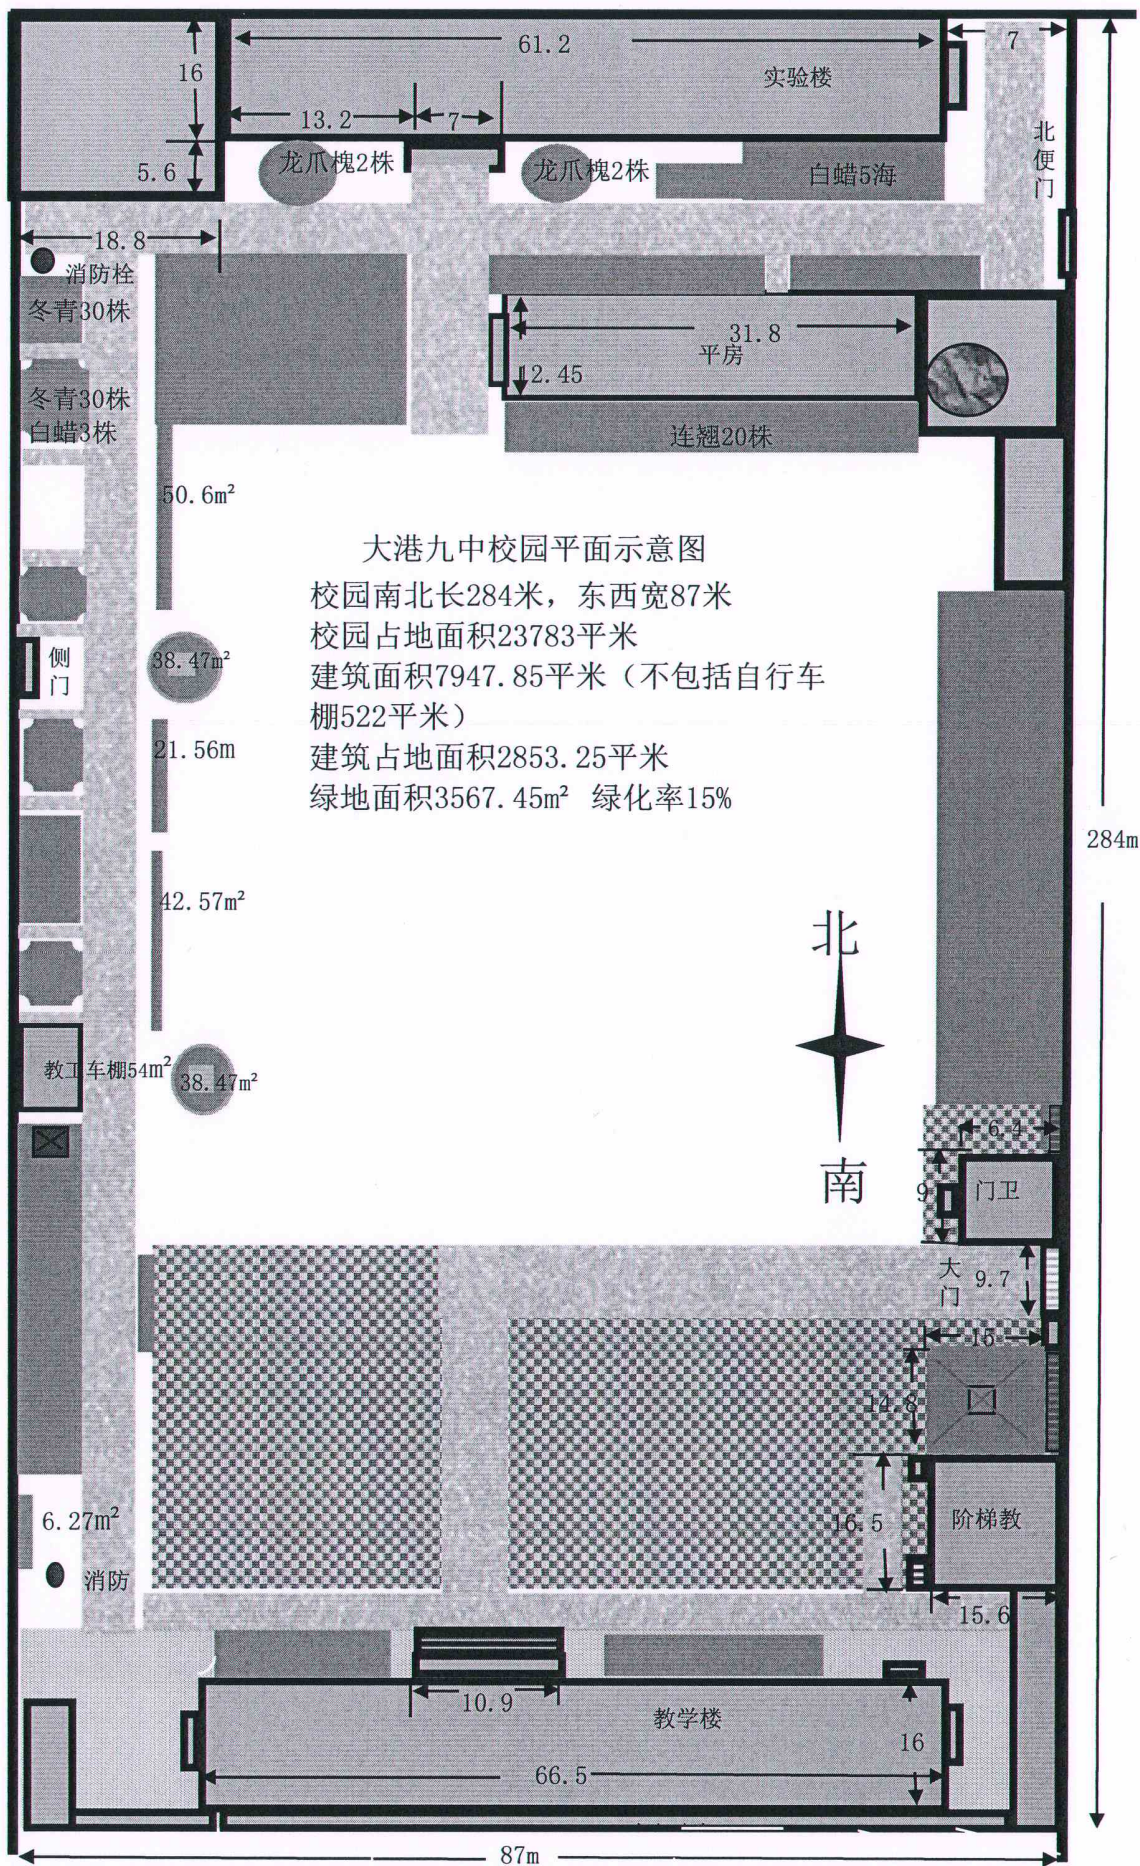 61.2
7
16
实验楼
13.2
7
北便门
5.6
龙爪槐2株
龙爪槐2株
白蜡5海
18.8
消防栓
冬青30株
31.8
平房
12.45
冬青30株
白蜡3株
连翘20株
50.6m²
大港九中校园平面示意图
校园南北长284米，东西宽87米
校园占地面积23783平米
建筑面积7947.85平米（不包括自行车
棚522平米）
建筑占地面积2853.25平米
绿地面积3567.45m² 绿化率15%
侧门
38.47m²
21.56m
284m
42.57m²
北
教工车棚54m²
38.47m²
南
6.4
9
门卫
大门
9.7
15
14.8
16.5
阶梯教
6.27m²
消防
15.6
10.9
教学楼
16
66.5
87m